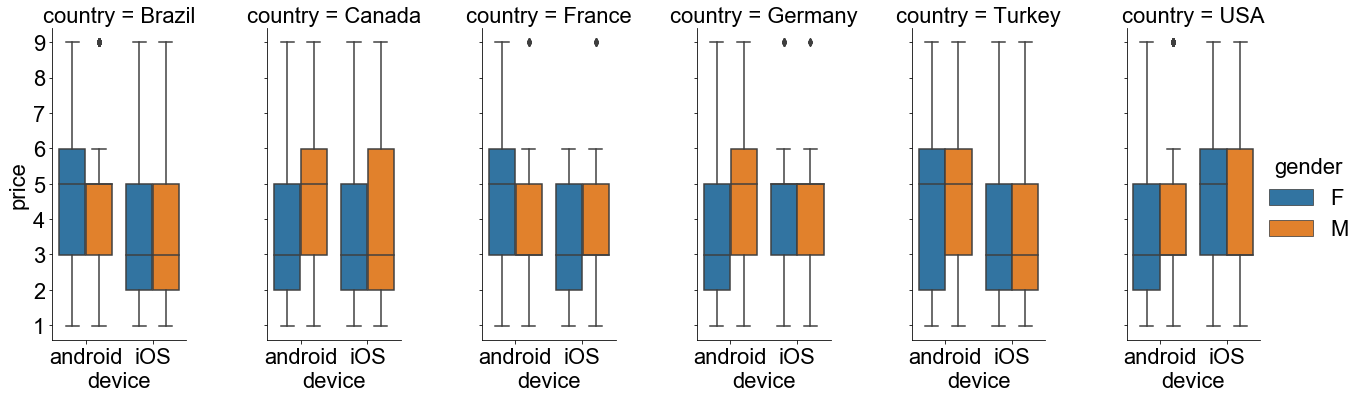 country = Brazil
country = Canada
country = France
country = Germany
country = Turkey
country = USA
9
8
7
6
5
4
3
2
1
price
android iOS
device
android iOS
device
android iOS
device
android iOS
device
android iOS
device
android iOS
device
gender
F
M